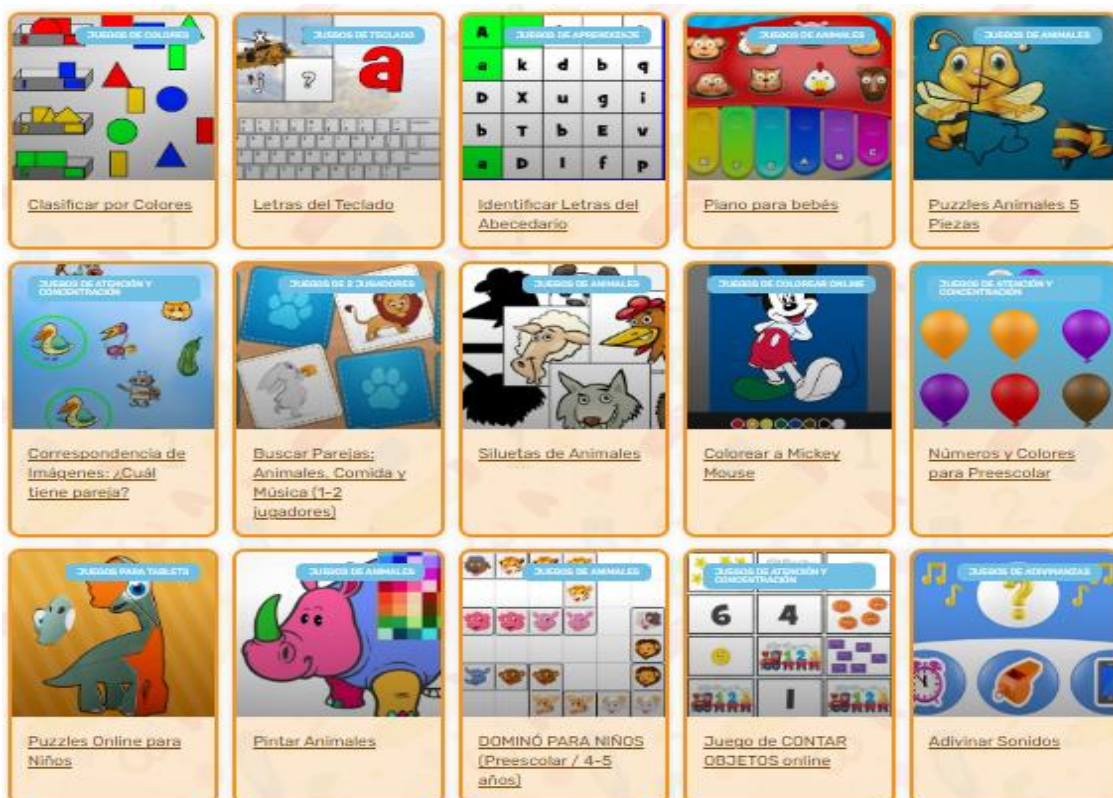 JUEGOS DE COLORES
Clasificar por Colores
JUEGOS DE TECLADO
j ? a
Letras del Teclado
JUEGOS DE APRENDIZAJE
A
a k d b q
D X u g i
b T b E v
a D I f p
Identificar Letras del
Abecedario
JUEGOS DE ANIMALES
Piano para bebés
JUEGOS DE ANIMALES
Puzzles Animales 5
Piezas
JUEGOS DE ATENCIÓN Y
CONCENTRACIÓN
Correspondencia de
Imágenes: ¿Cuál
tiene pareja?
JUEGOS DE 2 JUGADORES
Buscar Parejas:
Animales, Comida y
Música (1-2
jugadores)
JUEGOS DE ANIMALES
Siluetas de Animales
JUEGOS DE COLOREAR ONLINE
Colorear a Mickey
Mouse
JUEGOS DE ATENCIÓN Y
CONCENTRACIÓN
Números y Colores
para Preescolar
JUEGOS PARA TABLETS
Puzzles Online para
Niños
JUEGOS DE ANIMALES
Pintar Animales
JUEGOS DE ANIMALES
DOMINÓ PARA NIÑOS
(Preescolar / 4-5
años)
JUEGOS DE ATENCIÓN Y
CONCENTRACIÓN
6 4
1
Juego de CONTAR
OBJETOS online
JUEGOS DE ADIVINANZAS
?
Adivinar Sonidos